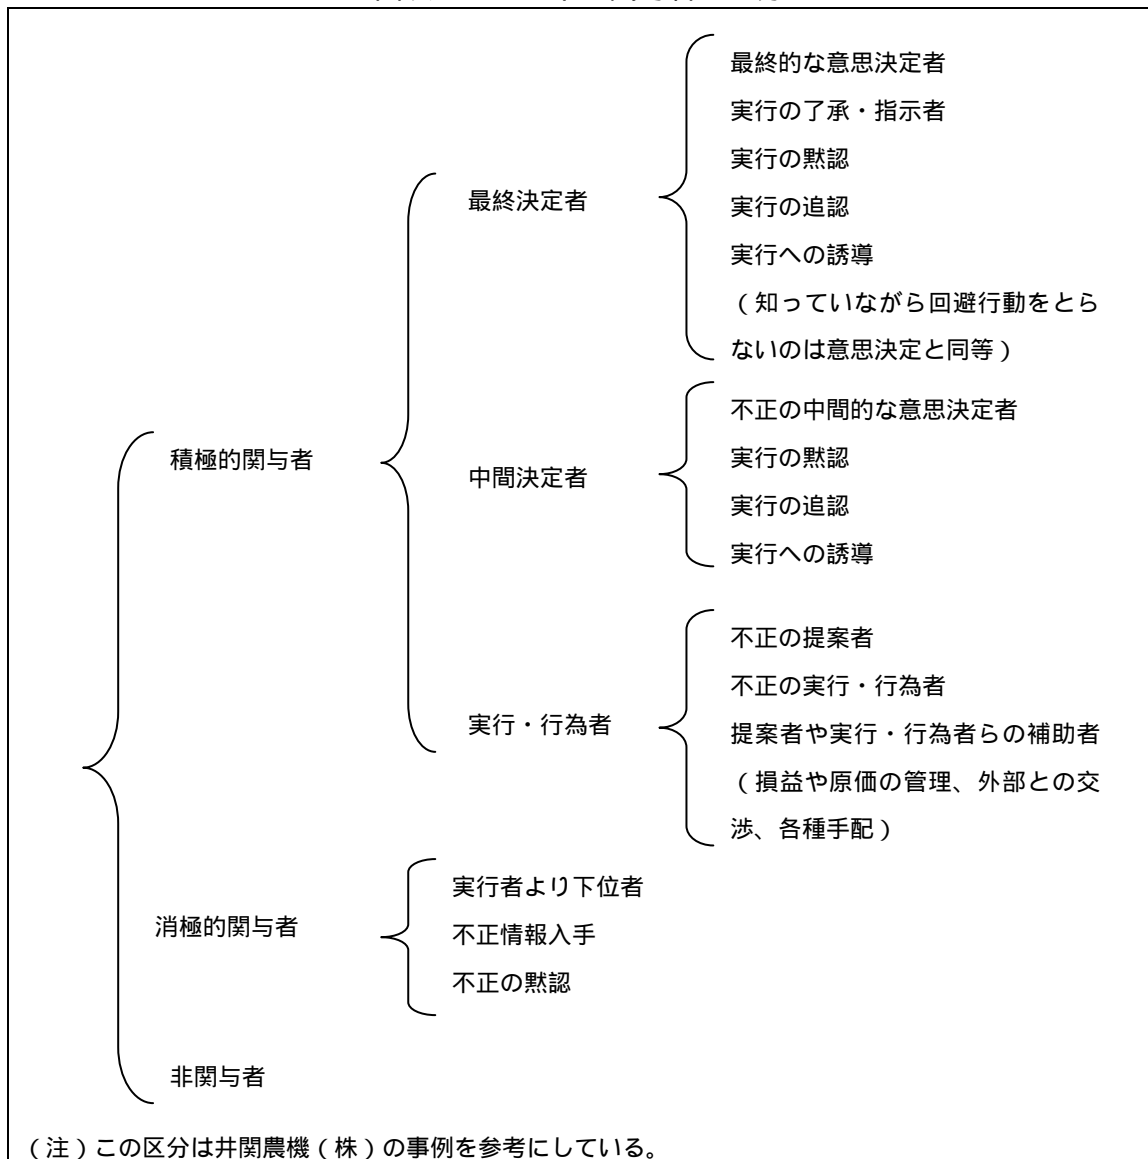 最終的な意思決定者
実行の了承・指示者
実行の黙認
最終決定者
実行の追認
実行への誘導
（知っていながら回避行動をとら
ないのは意思決定と同等）
不正の中間的な意思決定者
積極的関与者
実行の黙認
中間決定者
実行の追認
実行への誘導
不正の提案者
不正の実行・行為者
実行・行為者
提案者や実行・行為者らの補助者
（損益や原価の管理、外部との交
渉、各種手配）
実行者より下位者
消極的関与者
不正情報入手
不正の黙認
非関与者
（注）この区分は井関農機（株）の事例を参考にしている。